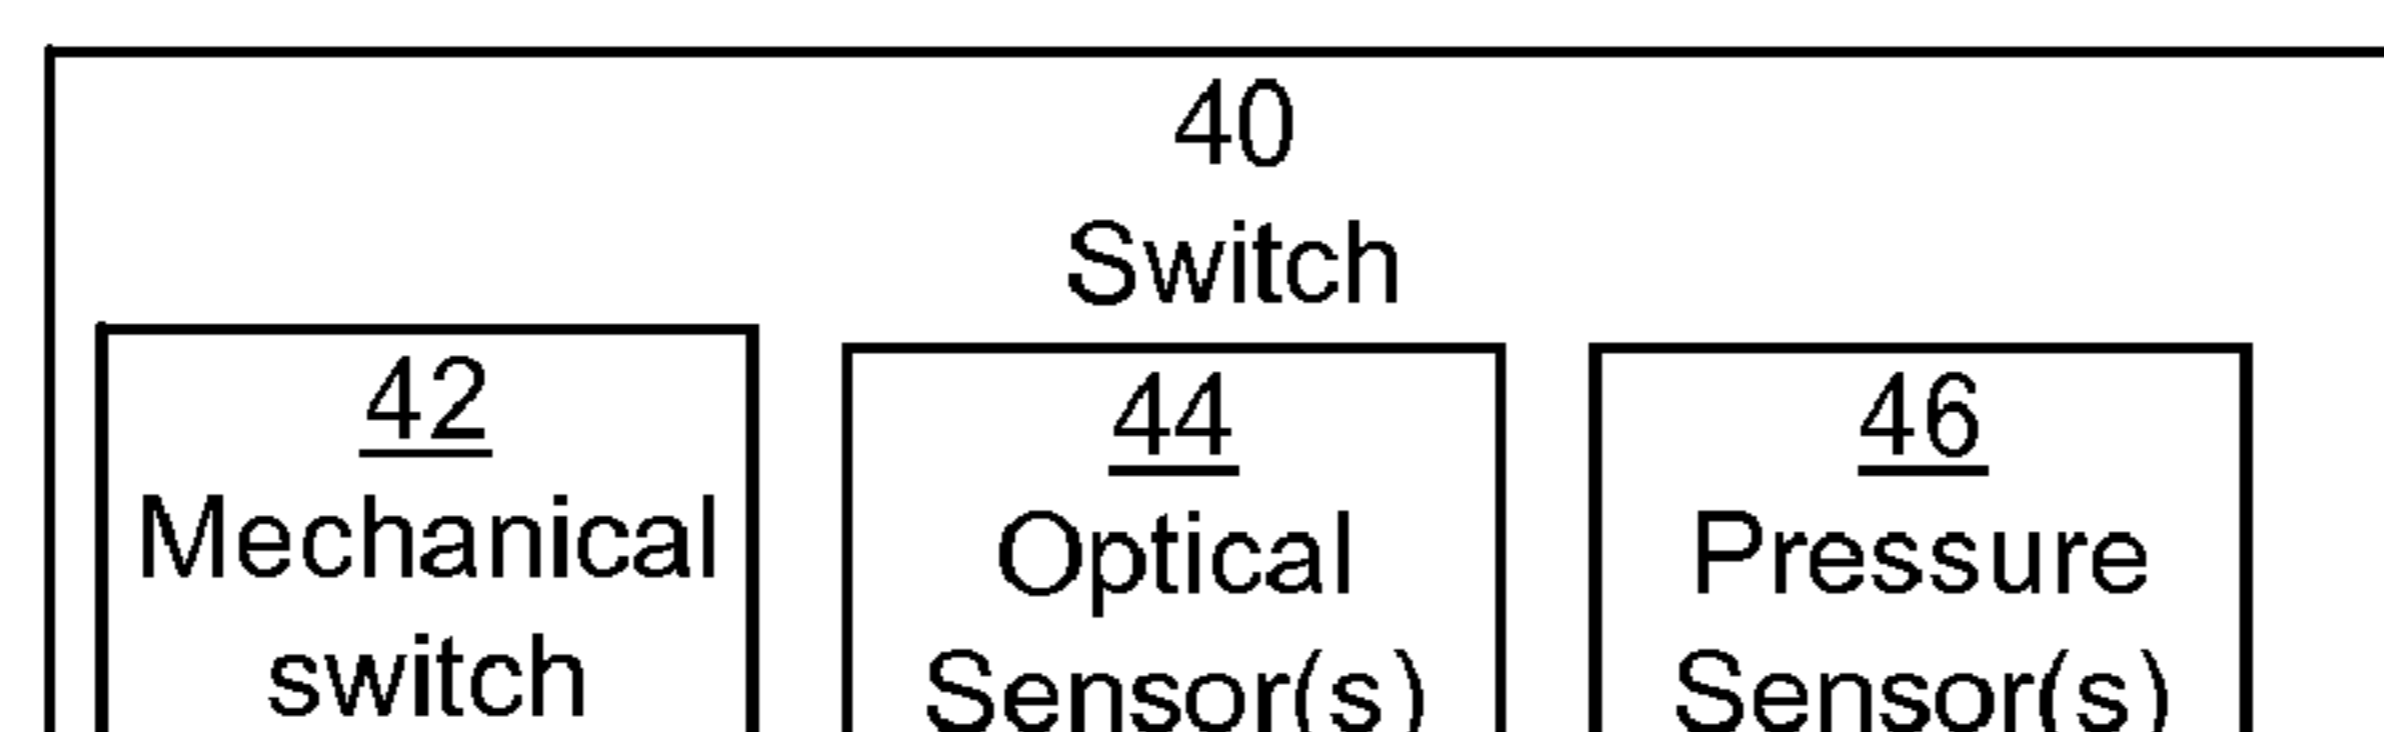 40
Switch
42
Mechanical
switch
44
Optical
Sensor(s)
46
Pressure
Sensor(s)